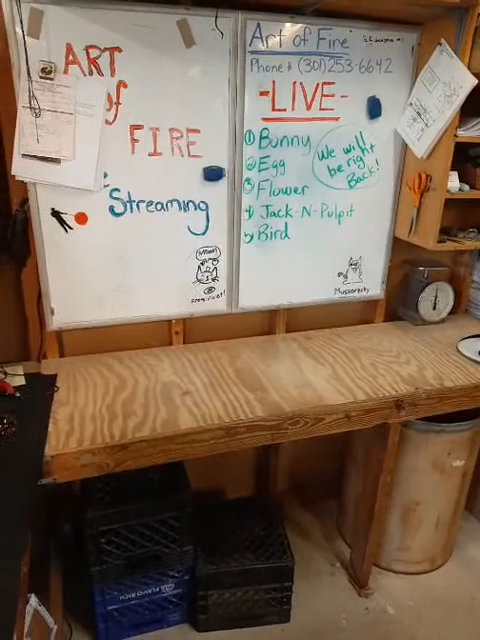 ART
of
FIRE
Streaming
Meow!
Art of Fire
Phone # (301) 253-6642
-LIVE-
① Bunny
② Egg
③ Flower
4 Jack-N-Pulpit
5 Bird
We will
be right
Back!